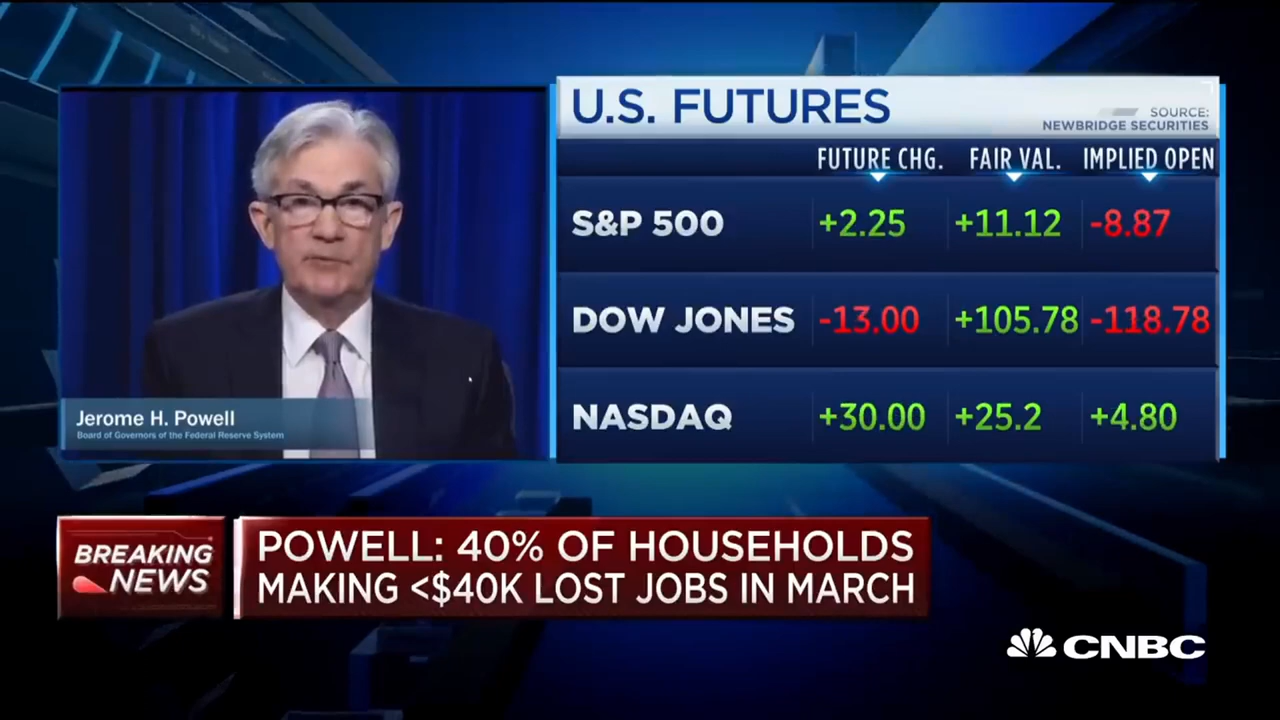 U.S. FUTURES
SOURCE:
NEWBRIDGE SECURITIES
FUTURE CHG. FAIR VAL. IMPLIED OPEN
S&P 500 +2.25 +11.12 -8.87
DOW JONES -13.00 +105.78 -118.78
NASDAQ +30.00 +25.2 +4.80
Jerome H. Powell
Board of Governors of the Federal Reserve System
BREAKING
NEWS
POWELL: 40% OF HOUSEHOLDS
MAKING <$40K LOST JOBS IN MARCH
CNBC